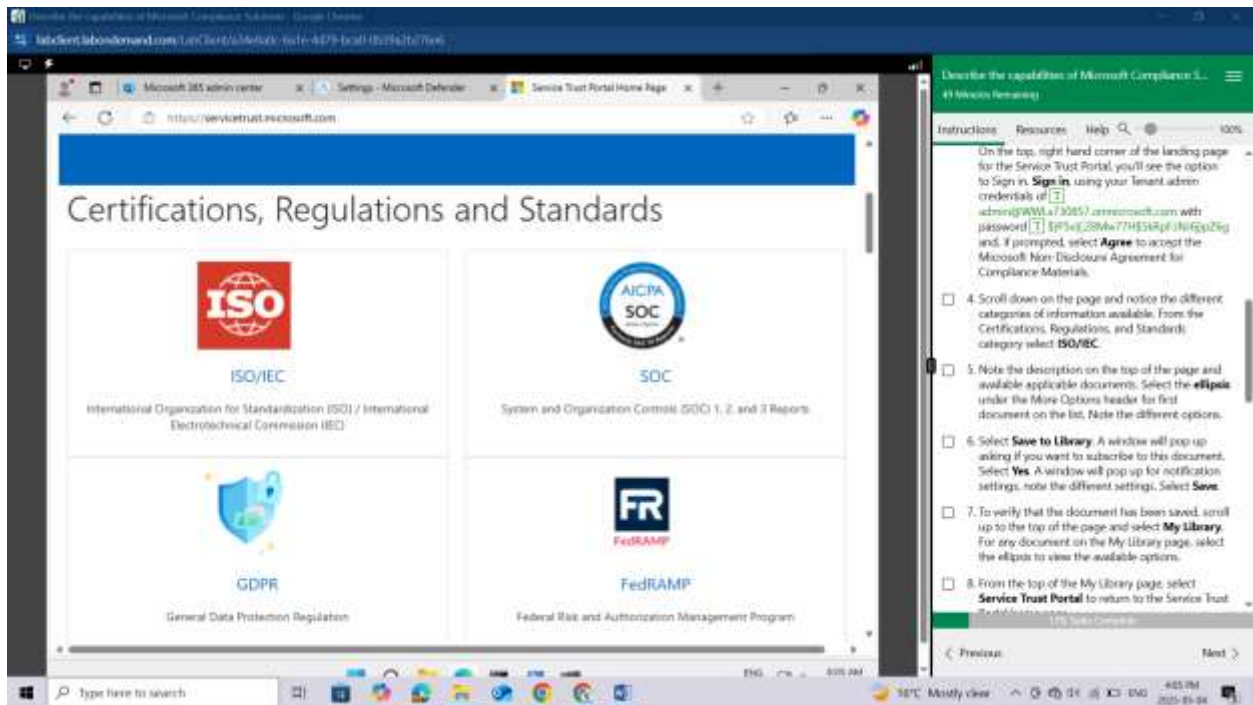 Describe the capabilities of Microsoft Compliance Solutions - Google Chrome
labclient.labondemand.com/LabClient/
Microsoft 365 admin center
Settings - Microsoft Defender
Service Trust Portal Home Page
https://servicetrust.microsoft.com
Certifications, Regulations and Standards
ISO
AICPA
SOC
ISO/IEC
SOC
International Organization for Standardization (ISO) / International
Electrotechnical Commission (IEC)
System and Organization Controls (SOC) 1, 2, and 3 Reports
FR
FedRAMP
GDPR
FedRAMP
General Data Protection Regulation
Federal Risk and Authorization Management Program
ENG
Describe the capabilities of Microsoft Compliance S...
49 Minutes Remaining
Instructions Resources Help 100%
On the top, right hand corner of the landing page
for the Service Trust Portal, you'll see the option
to Sign in. Sign in, using your Tenant admin
credentials of T
with
password T
and, if prompted, select Agree to accept the
Microsoft Non-Disclosure Agreement for
Compliance Materials.
4. Scroll down on the page and notice the different
categories of information available. From the
Certifications, Regulations, and Standards
category select ISO/IEC.
5. Note the description on the top of the page and
available applicable documents. Select the ellipsis
under the More Options header for first
document on the list. Note the different options.
6. Select Save to Library. A window will pop up
asking if you want to subscribe to this document.
Select Yes. A window will pop up for notification
settings, note the different settings. Select Save.
7. To verify that the document has been saved, scroll
up to the top of the page and select My Library.
For any document on the My Library page, select
the ellipsis to view the available options.
8. From the top of the My Library page, select
Service Trust Portal to return to the Service Trust
Previous Next
Type here to search
Mostly clear
ENG
4:05 PM
2025-05-04